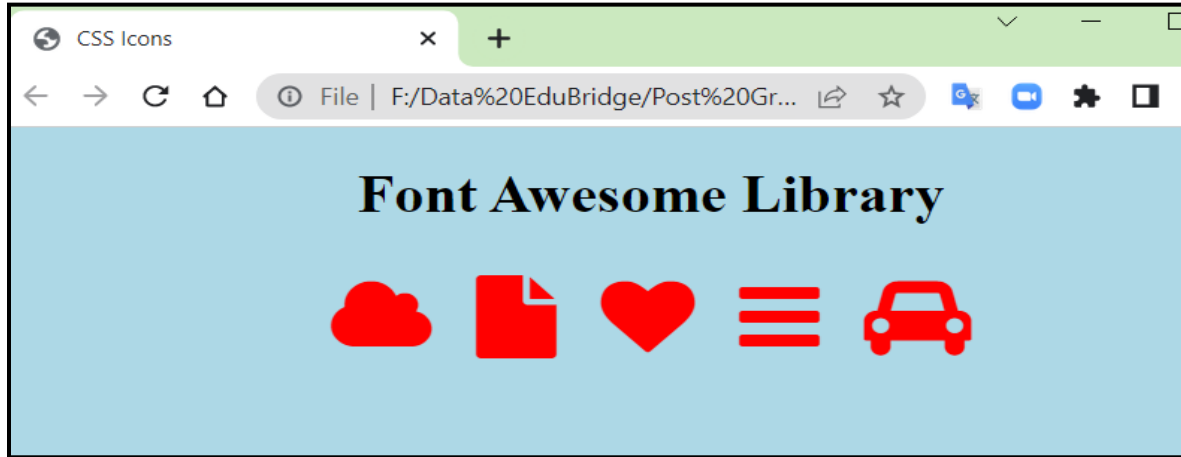 CSS Icons
File | F:/Data%20EduBridge/Post%20Gr...
Font Awesome Library